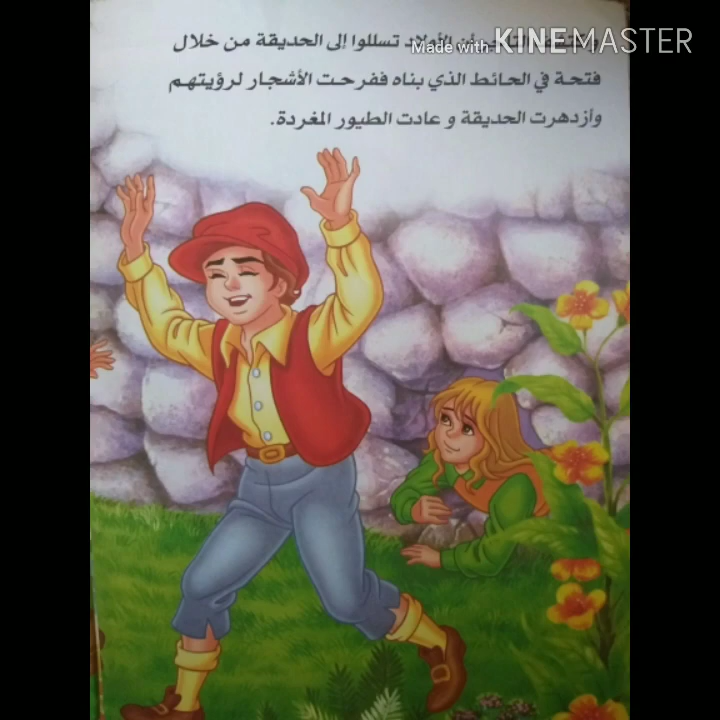 تسللوا إلى الحديقة من خلال
Made with KINEMASTER
فتحة في الحائط الذي بناه ففرحت الأشجار لرؤيتهم
وأزدهرت الحديقة و عادت الطيور المغردة.